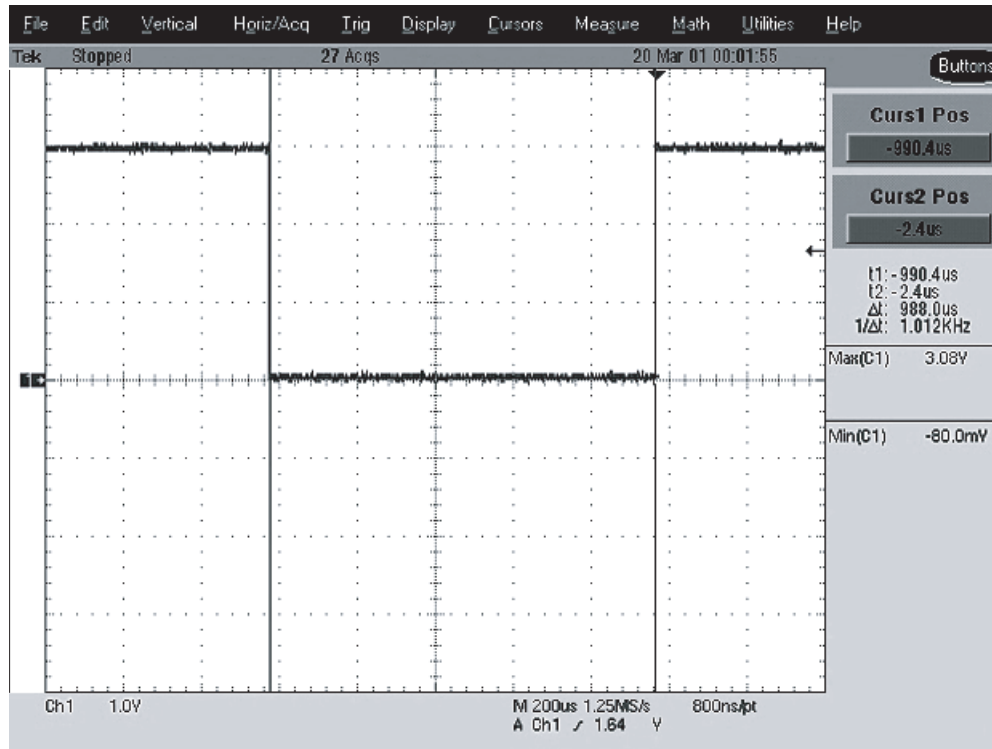 File Edit Vertical Horiz/Acq Trig Display Cursors Measure Math Utilities Help
Tek Stopped 27 Acqs 20 Mar 01 00:01:55
Buttons
Curs1 Pos
-990.4us
Curs2 Pos
-2.4us
t1: -990.4us
t2: -2.4us
Δt: 988.0us
1/Δt: 1.012KHz
Max(C1) 3.08V
1
Min(C1) -80.0mV
Ch1 1.0V M 200us 1.25MS/s 800ns/pt
A Ch1 / 1.64 V